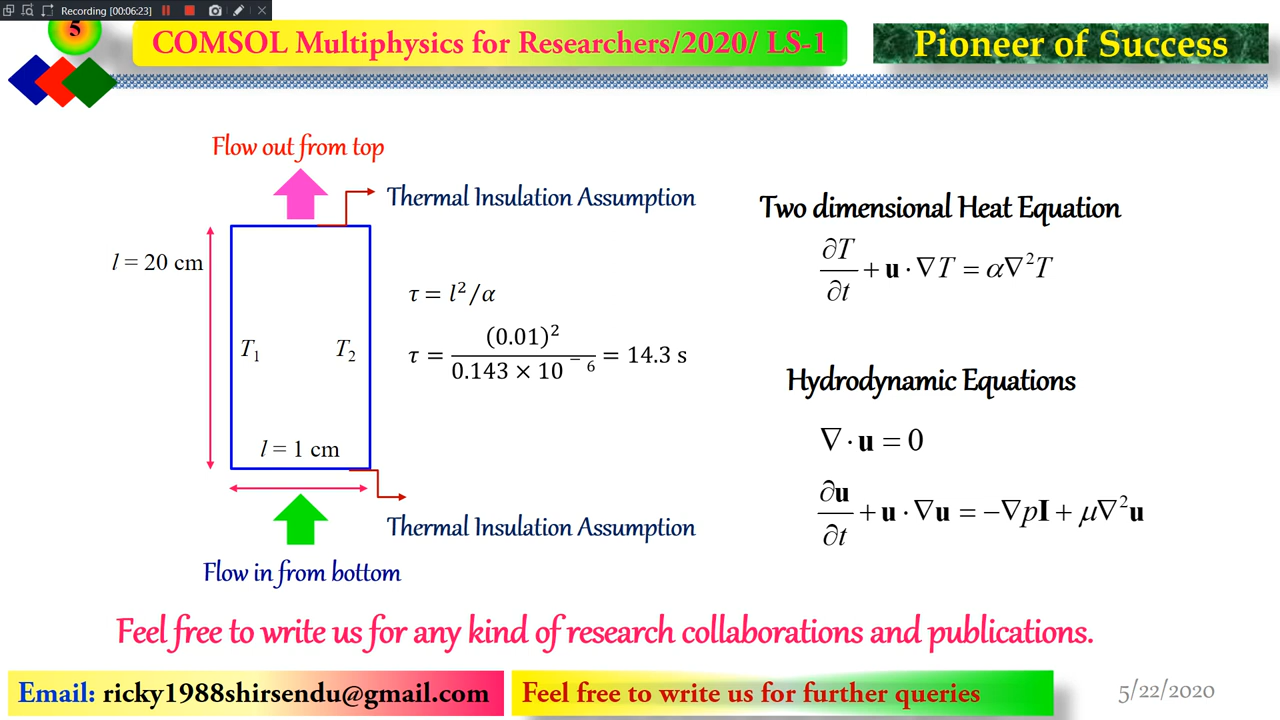 Recording [00:06:23]
5
COMSOL Multiphysics for Researchers/2020/ LS-1
Pioneer of Success
Flow out from top
Thermal Insulation Assumption
l = 20 cm
τ = l²/α
T₁
T₂
τ = (0.01)² / 0.143 × 10⁻⁶ = 14.3 s
l = 1 cm
Thermal Insulation Assumption
Flow in from bottom
Two dimensional Heat Equation
∂T/∂t + u · ∇T = α∇²T
Hydrodynamic Equations
∇ · u = 0
∂u/∂t + u · ∇u = −∇pI + μ∇²u
Feel free to write us for any kind of research collaborations and publications.
Email: ricky1988shirsendu@gmail.com
Feel free to write us for further queries
5/22/2020